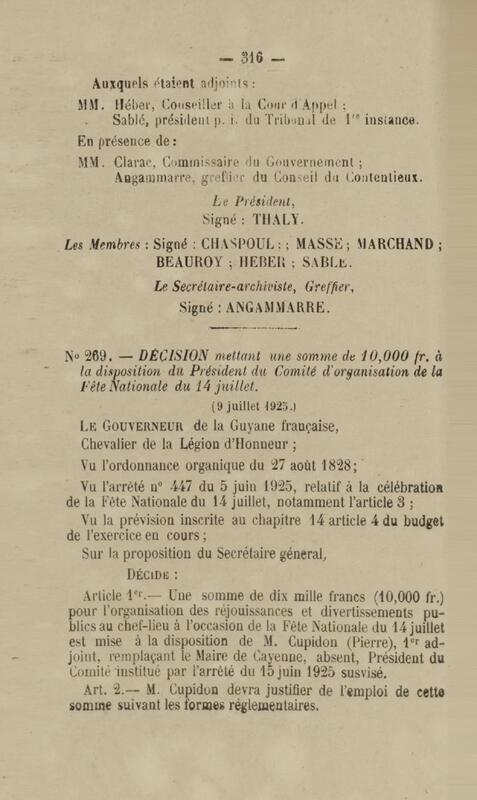 — 316 —
Auxquels étaient adjoints :
MM. Héber, Conseiller à la Cour d'Appel ;
Sablé, président p. i. du Tribunal de 1re instance.
En présence de :
MM. Clarac, Commissaire du Gouvernement ;
Angammarre, greffier du Conseil du Contentieux.
Le Président,
Signé : THALY.
Les Membres : Signé : CHASPOUL ; ; MASSE ; MARCHAND ;
BEAUROY ; HEBER ; SABLE.
Le Secrétaire-archiviste, Greffier,
Signé : ANGAMMARRE.
No 269. — DÉCISION mettant une somme de 10,000 fr. à
la disposition du Président du Comité d'organisation de la
Fête Nationale du 14 juillet.
(9 juillet 1925.)
LE GOUVERNEUR de la Guyane française,
Chevalier de la Légion d'Honneur ;
Vu l'ordonnance organique du 27 août 1828;
Vu l'arrêté no 447 du 5 juin 1925, relatif à la célébration
de la Fête Nationale du 14 juillet, notamment l'article 3 ;
Vu la prévision inscrite au chapitre 14 article 4 du budget
de l'exercice en cours ;
Sur la proposition du Secrétaire général,
DÉCIDE :
Article 1er.— Une somme de dix mille francs (10,000 fr.)
pour l'organisation des réjouissances et divertissements pu-
blics au chef-lieu à l'occasion de la Fête Nationale du 14 juillet
est mise à la disposition de M. Cupidon (Pierre), 1er ad-
joint, remplaçant le Maire de Cayenne, absent, Président du
Comité institué par l'arrêté du 15 juin 1925 susvisé.
Art. 2.— M. Cupidon devra justifier de l'emploi de cette
somme suivant les formes réglementaires.